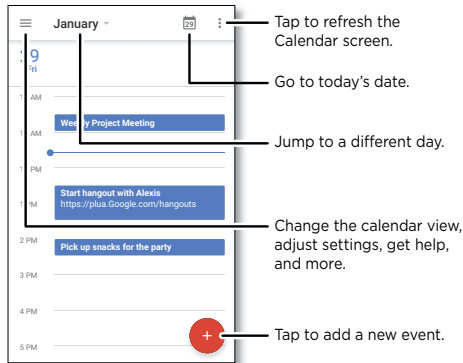 January
29
Tap to refresh the
Calendar screen.
9
Fri
Go to today's date.
AM
Weekly Project Meeting
AM
Jump to a different day.
PM
Start hangout with Alexis
https://plua.Google.com/hangouts
PM
Change the calendar view,
adjust settings, get help,
and more.
2 PM
Pick up snacks for the party
3 PM
4 PM
+
Tap to add a new event.
5 PM